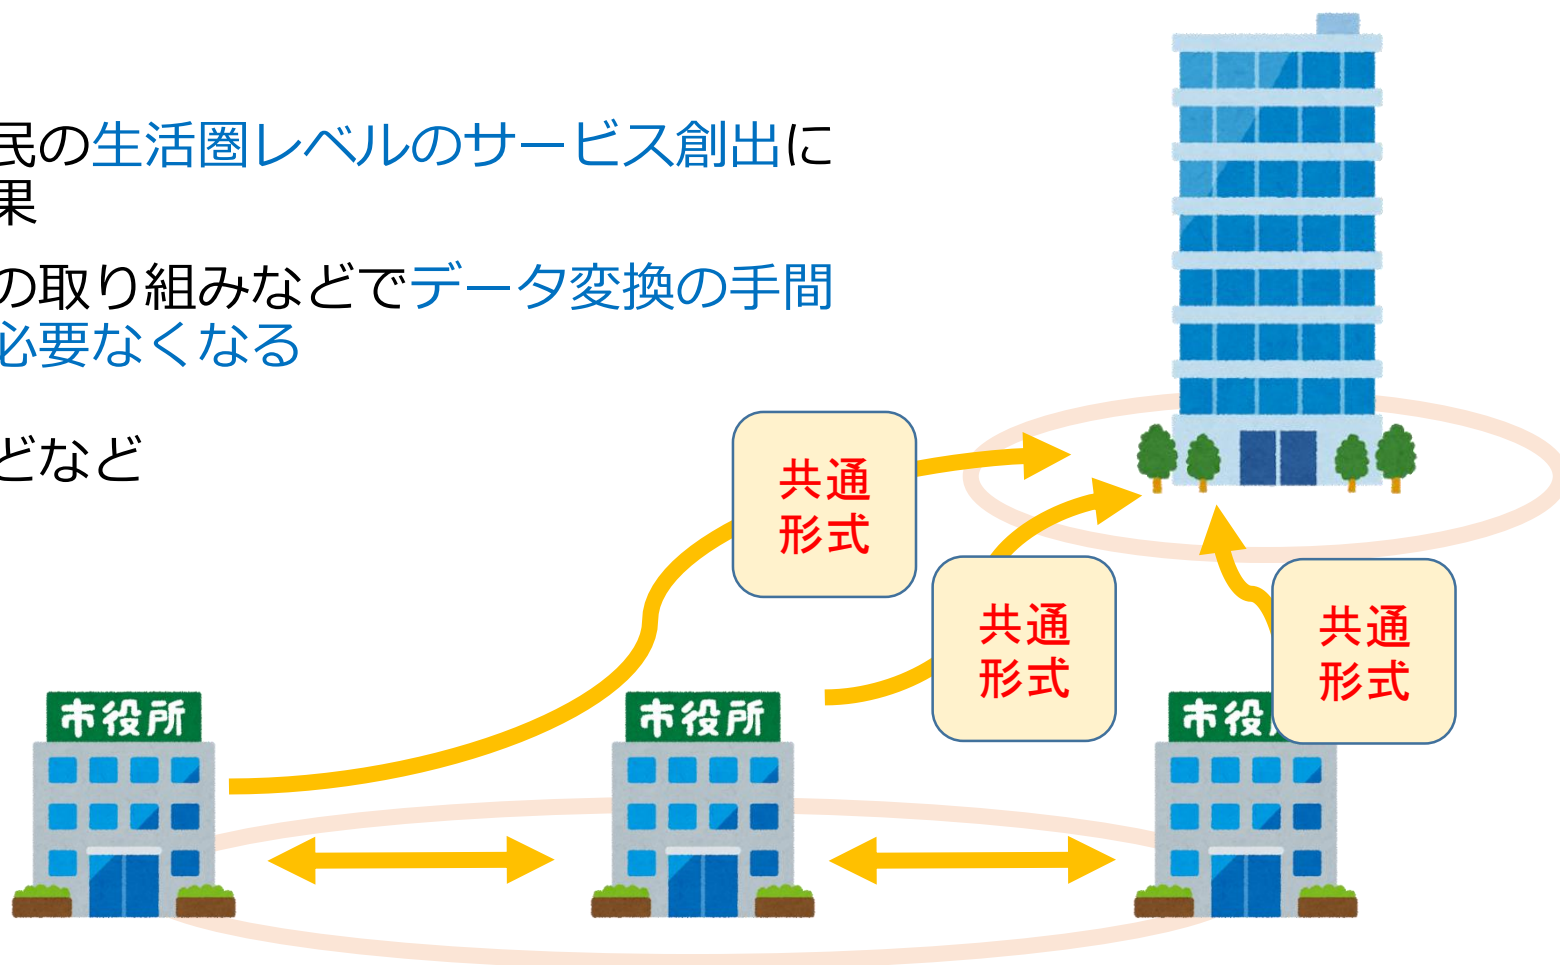 民の生活圏レベルのサービス創出に
果
の取り組みなどでデータ変換の手間
必要なくなる
どなど
共通
形式
共通
形式
共通
形式
市役所
市役所
市役